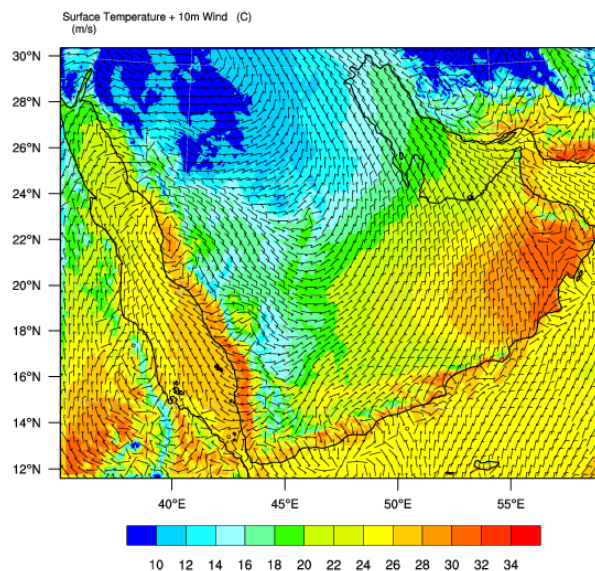 Surface Temperature + 10m Wind (C)
(m/s)
30°N
28°N
26°N
24°N
22°N
20°N
18°N
16°N
14°N
12°N
40°E 45°E 50°E 55°E
10 12 14 16 18 20 22 24 26 28 30 32 34